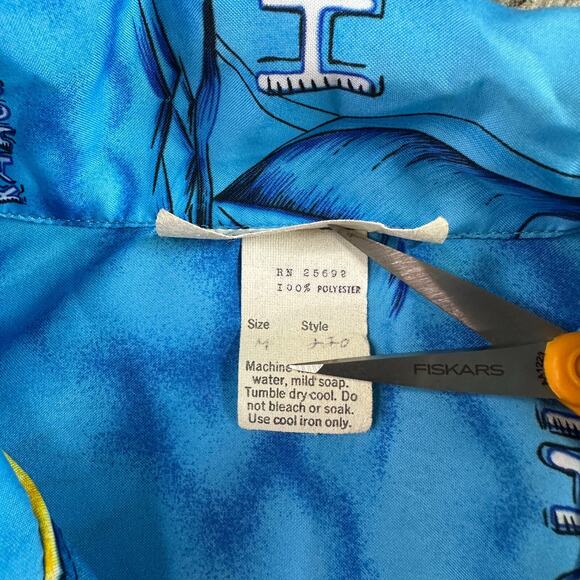 H
RN 25692
100% POLYESTER
Size Style
M 270
Machine
water, mild soap.
Tumble dry cool. Do
not bleach or soak.
Use cool iron only.
FISKARS